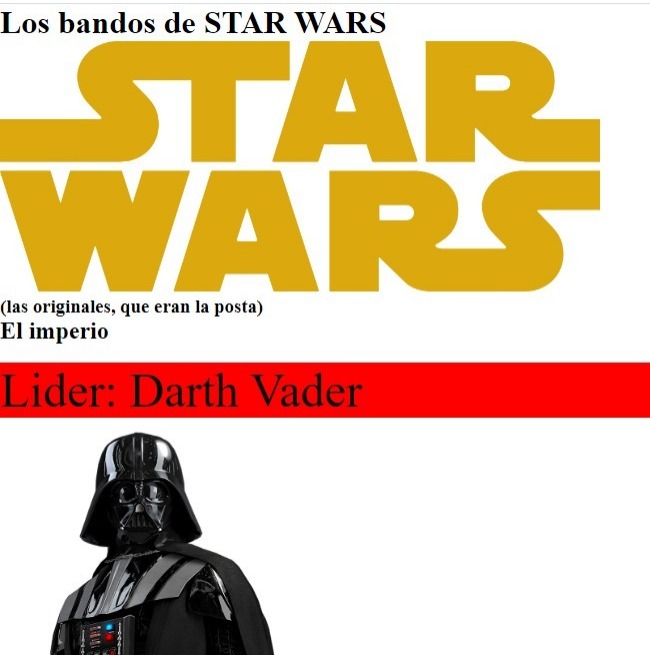 Los bandos de STAR WARS
STAR
WARS
(las originales, que eran la posta)
El imperio
Lider: Darth Vader